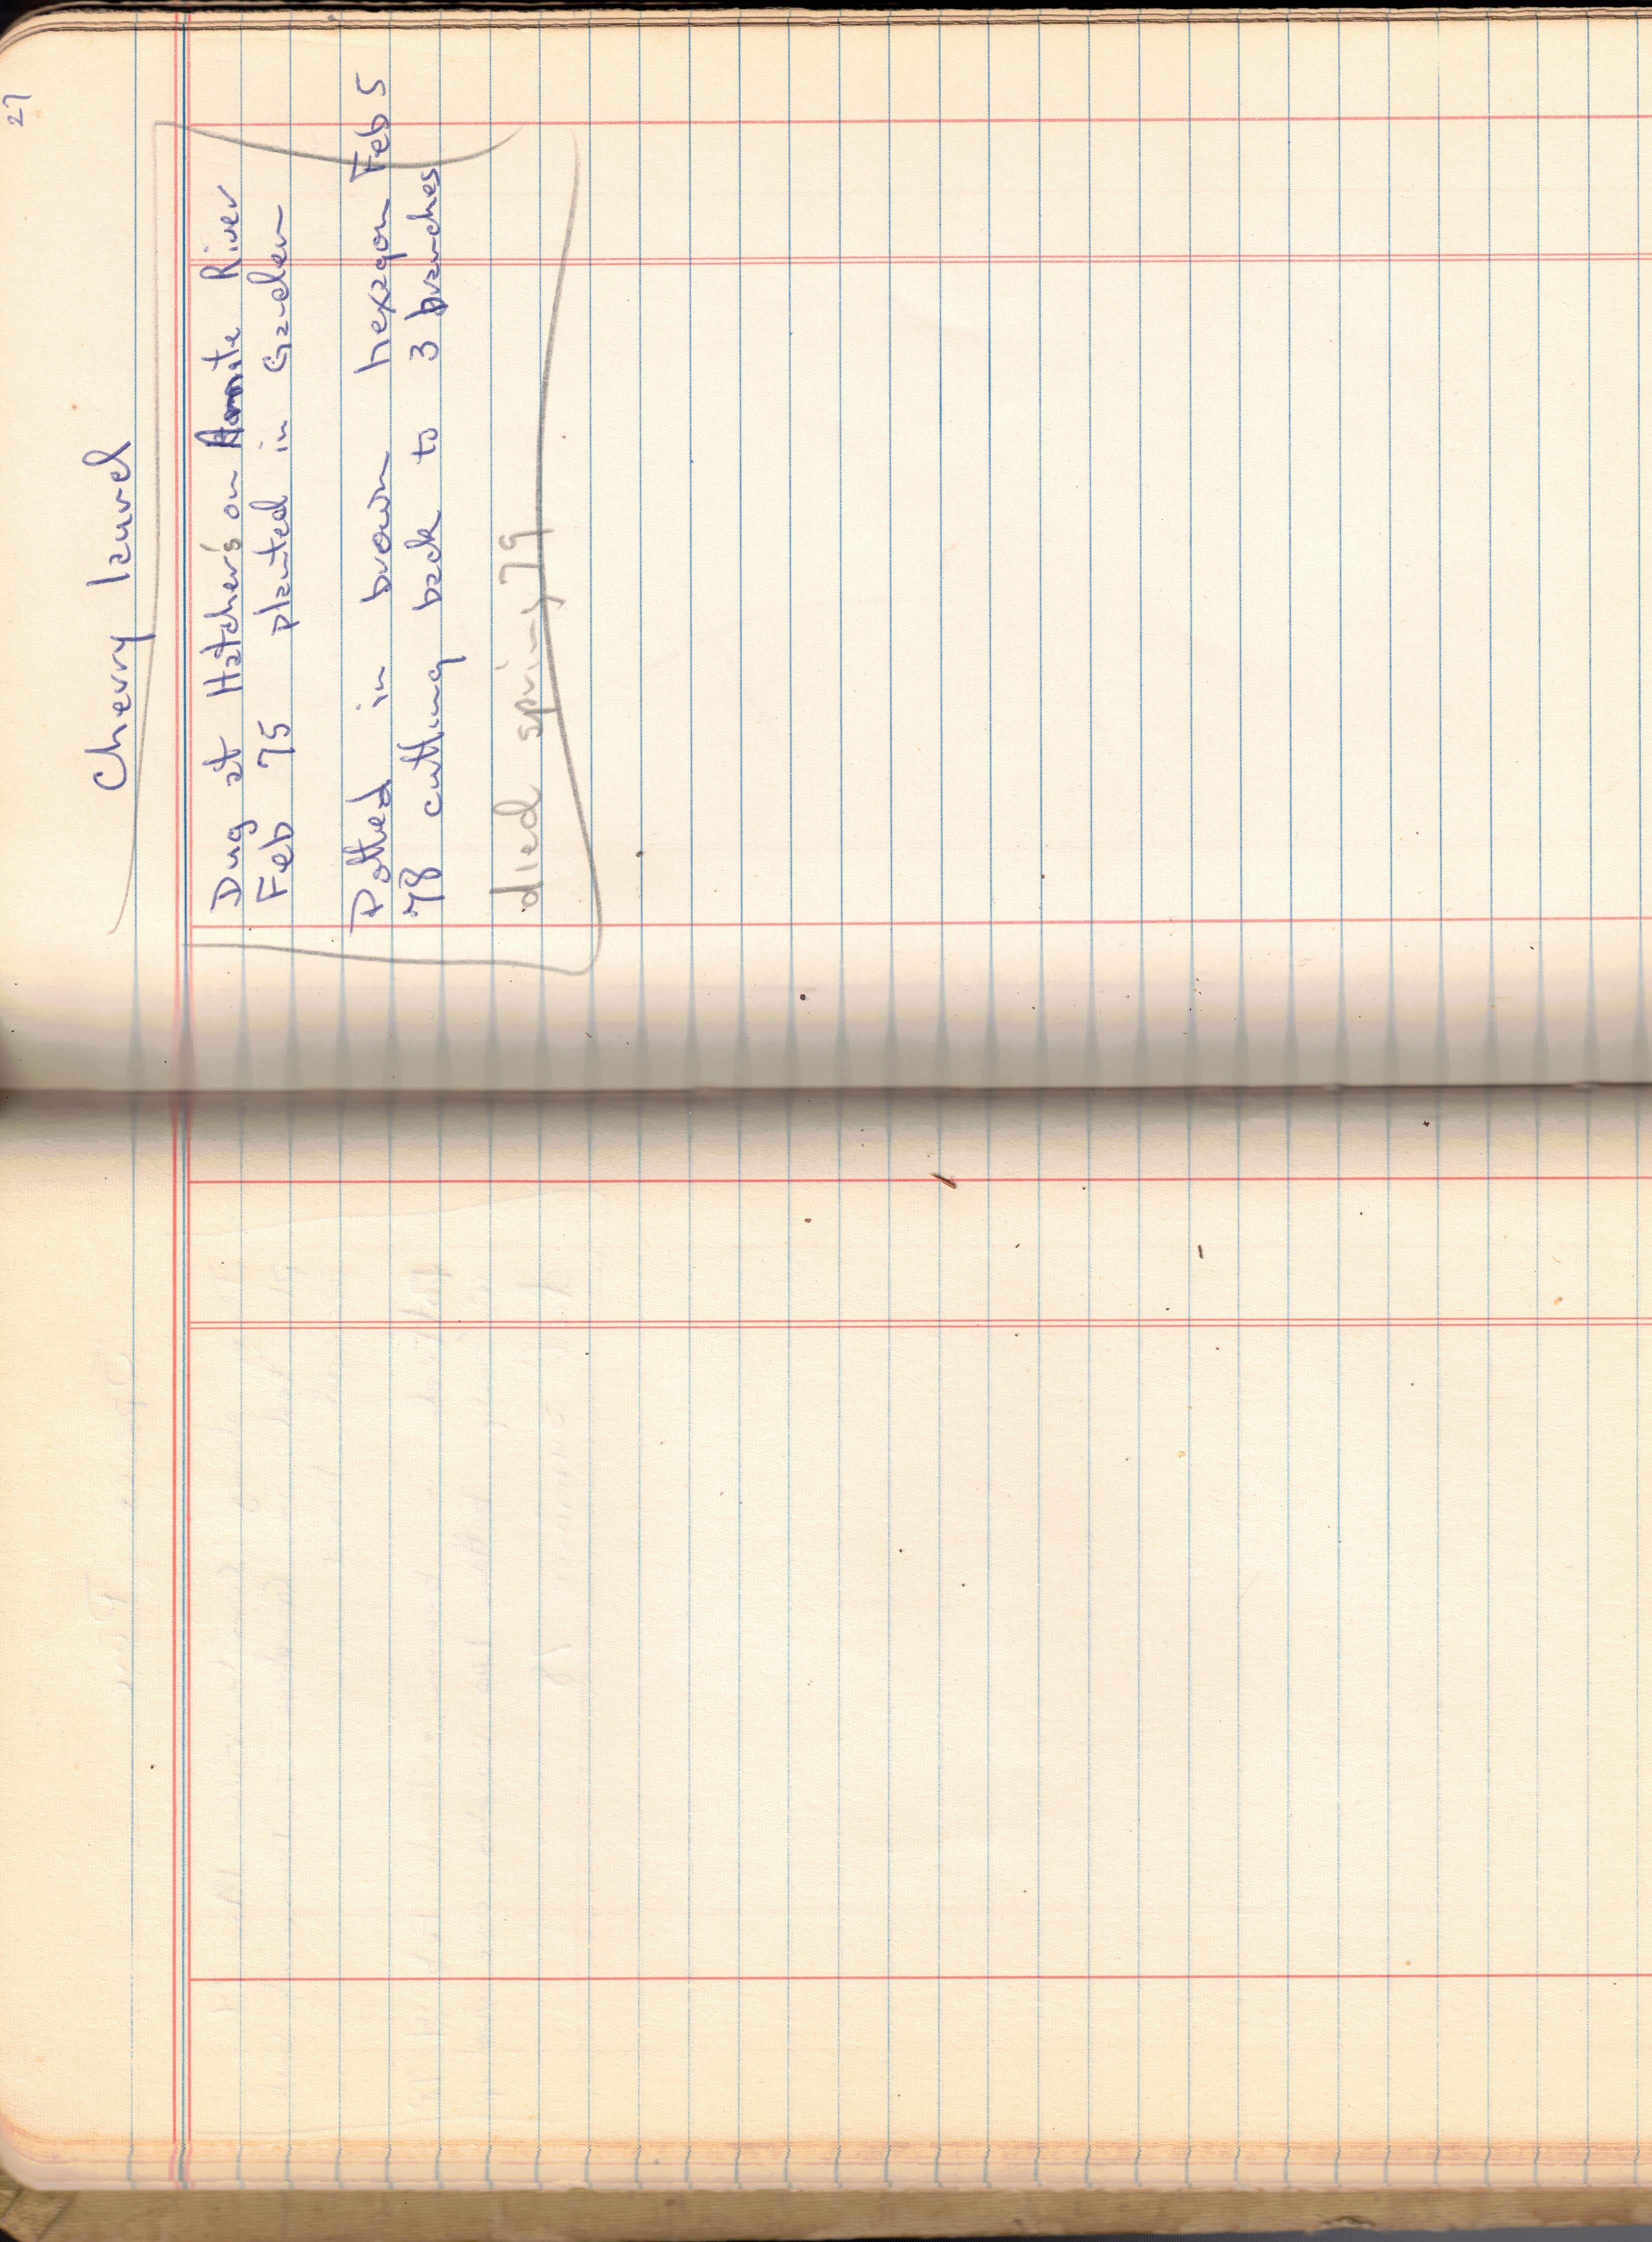 27
Cherry laurel
Dug at Hatcher's on Amite River
Feb 75 planted in Garden
Potted in brown hexagon Feb 5
78 cutting back to 3 branches
died spring 79